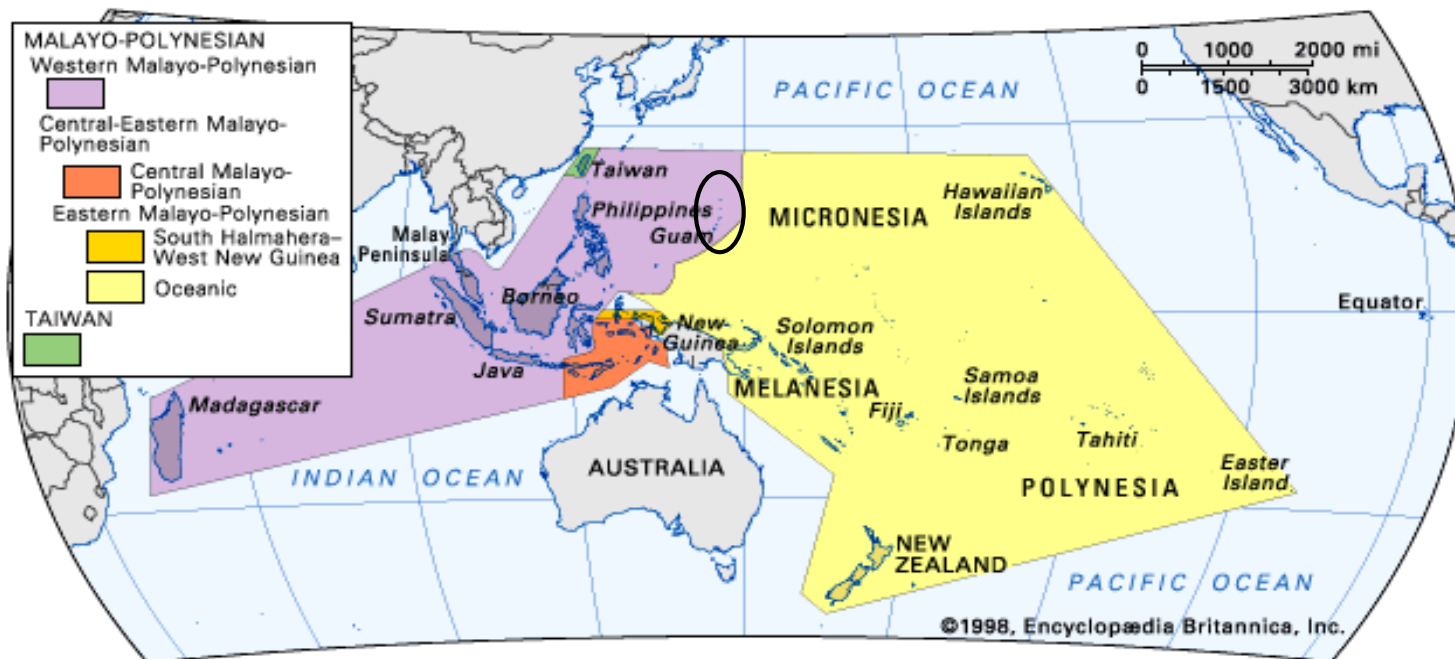 MALAYO-POLYNESIAN
Western Malayo-Polynesian
Central-Eastern Malayo-
Polynesian
Central Malayo-
Polynesian
Eastern Malayo-Polynesian
South Halmahera–
West New Guinea
Oceanic
TAIWAN
0 1000 2000 mi
0 1500 3000 km
PACIFIC OCEAN
Taiwan
Philippines
Guam
MICRONESIA
Hawaiian
Islands
Malay
Peninsula
Borneo
Sumatra
Equator
New
Guinea
Solomon
Islands
Java
MELANESIA
Samoa
Islands
Madagascar
Fiji
Tonga
Tahiti
Easter
Island
INDIAN OCEAN
AUSTRALIA
POLYNESIA
NEW
ZEALAND
PACIFIC OCEAN
©1998, Encyclopædia Britannica, Inc.